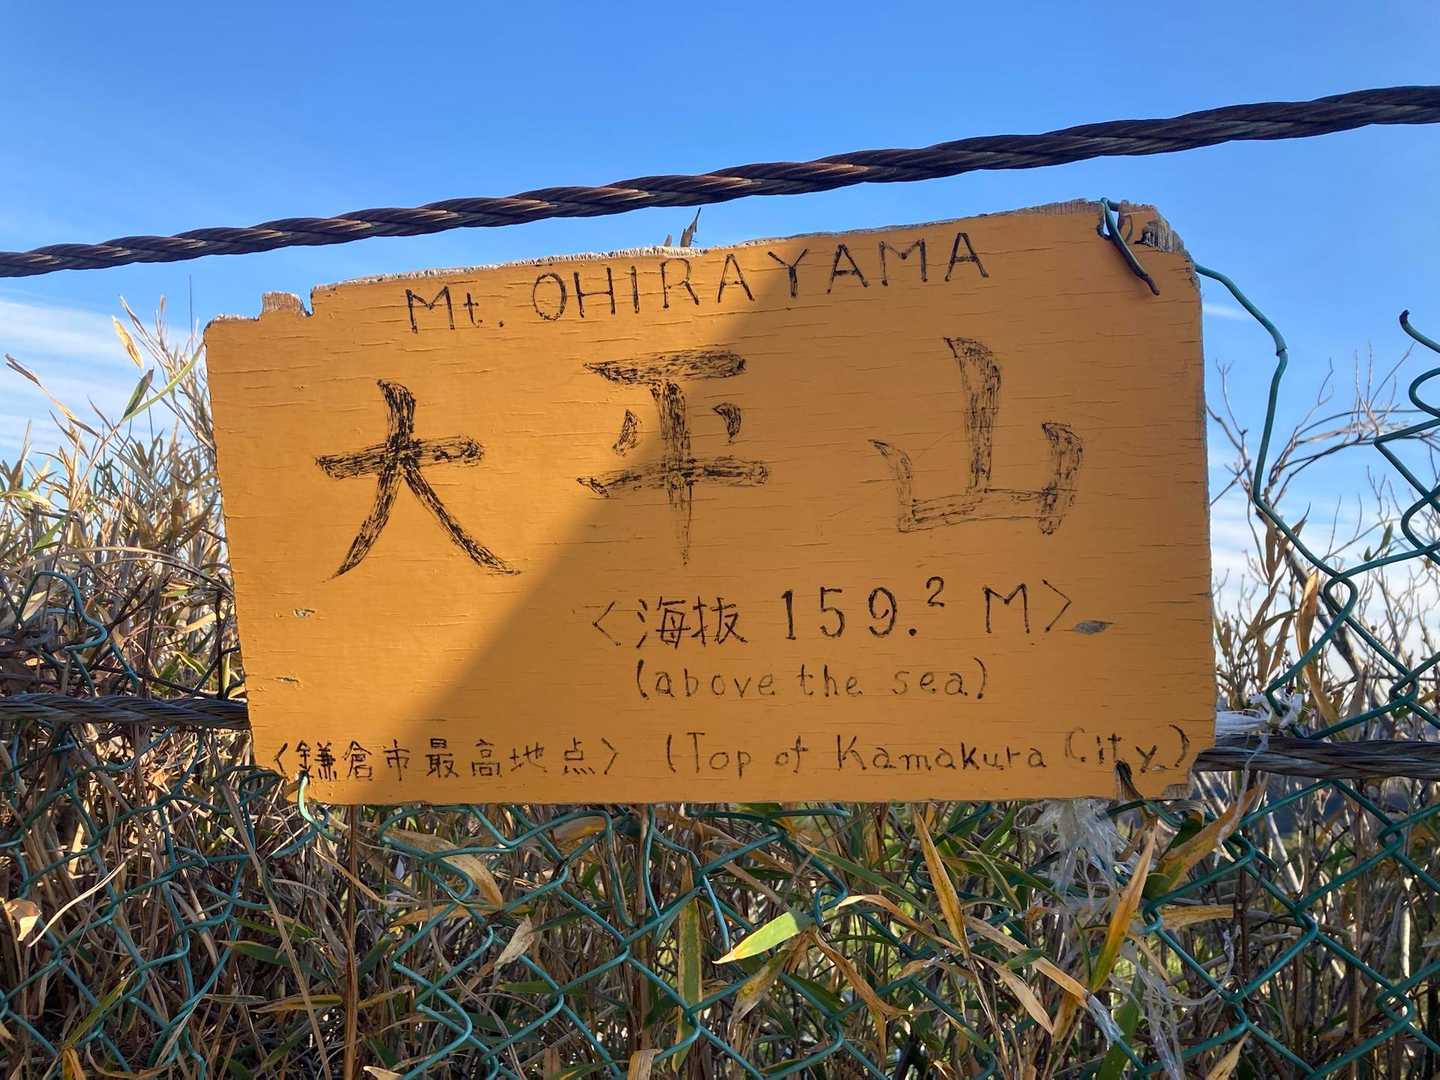 Mt. ŌHIRAYAMA
大平山
<海抜 159.² M>
(above the sea)
<鎌倉市最高地点> (Top of Kamakura City)